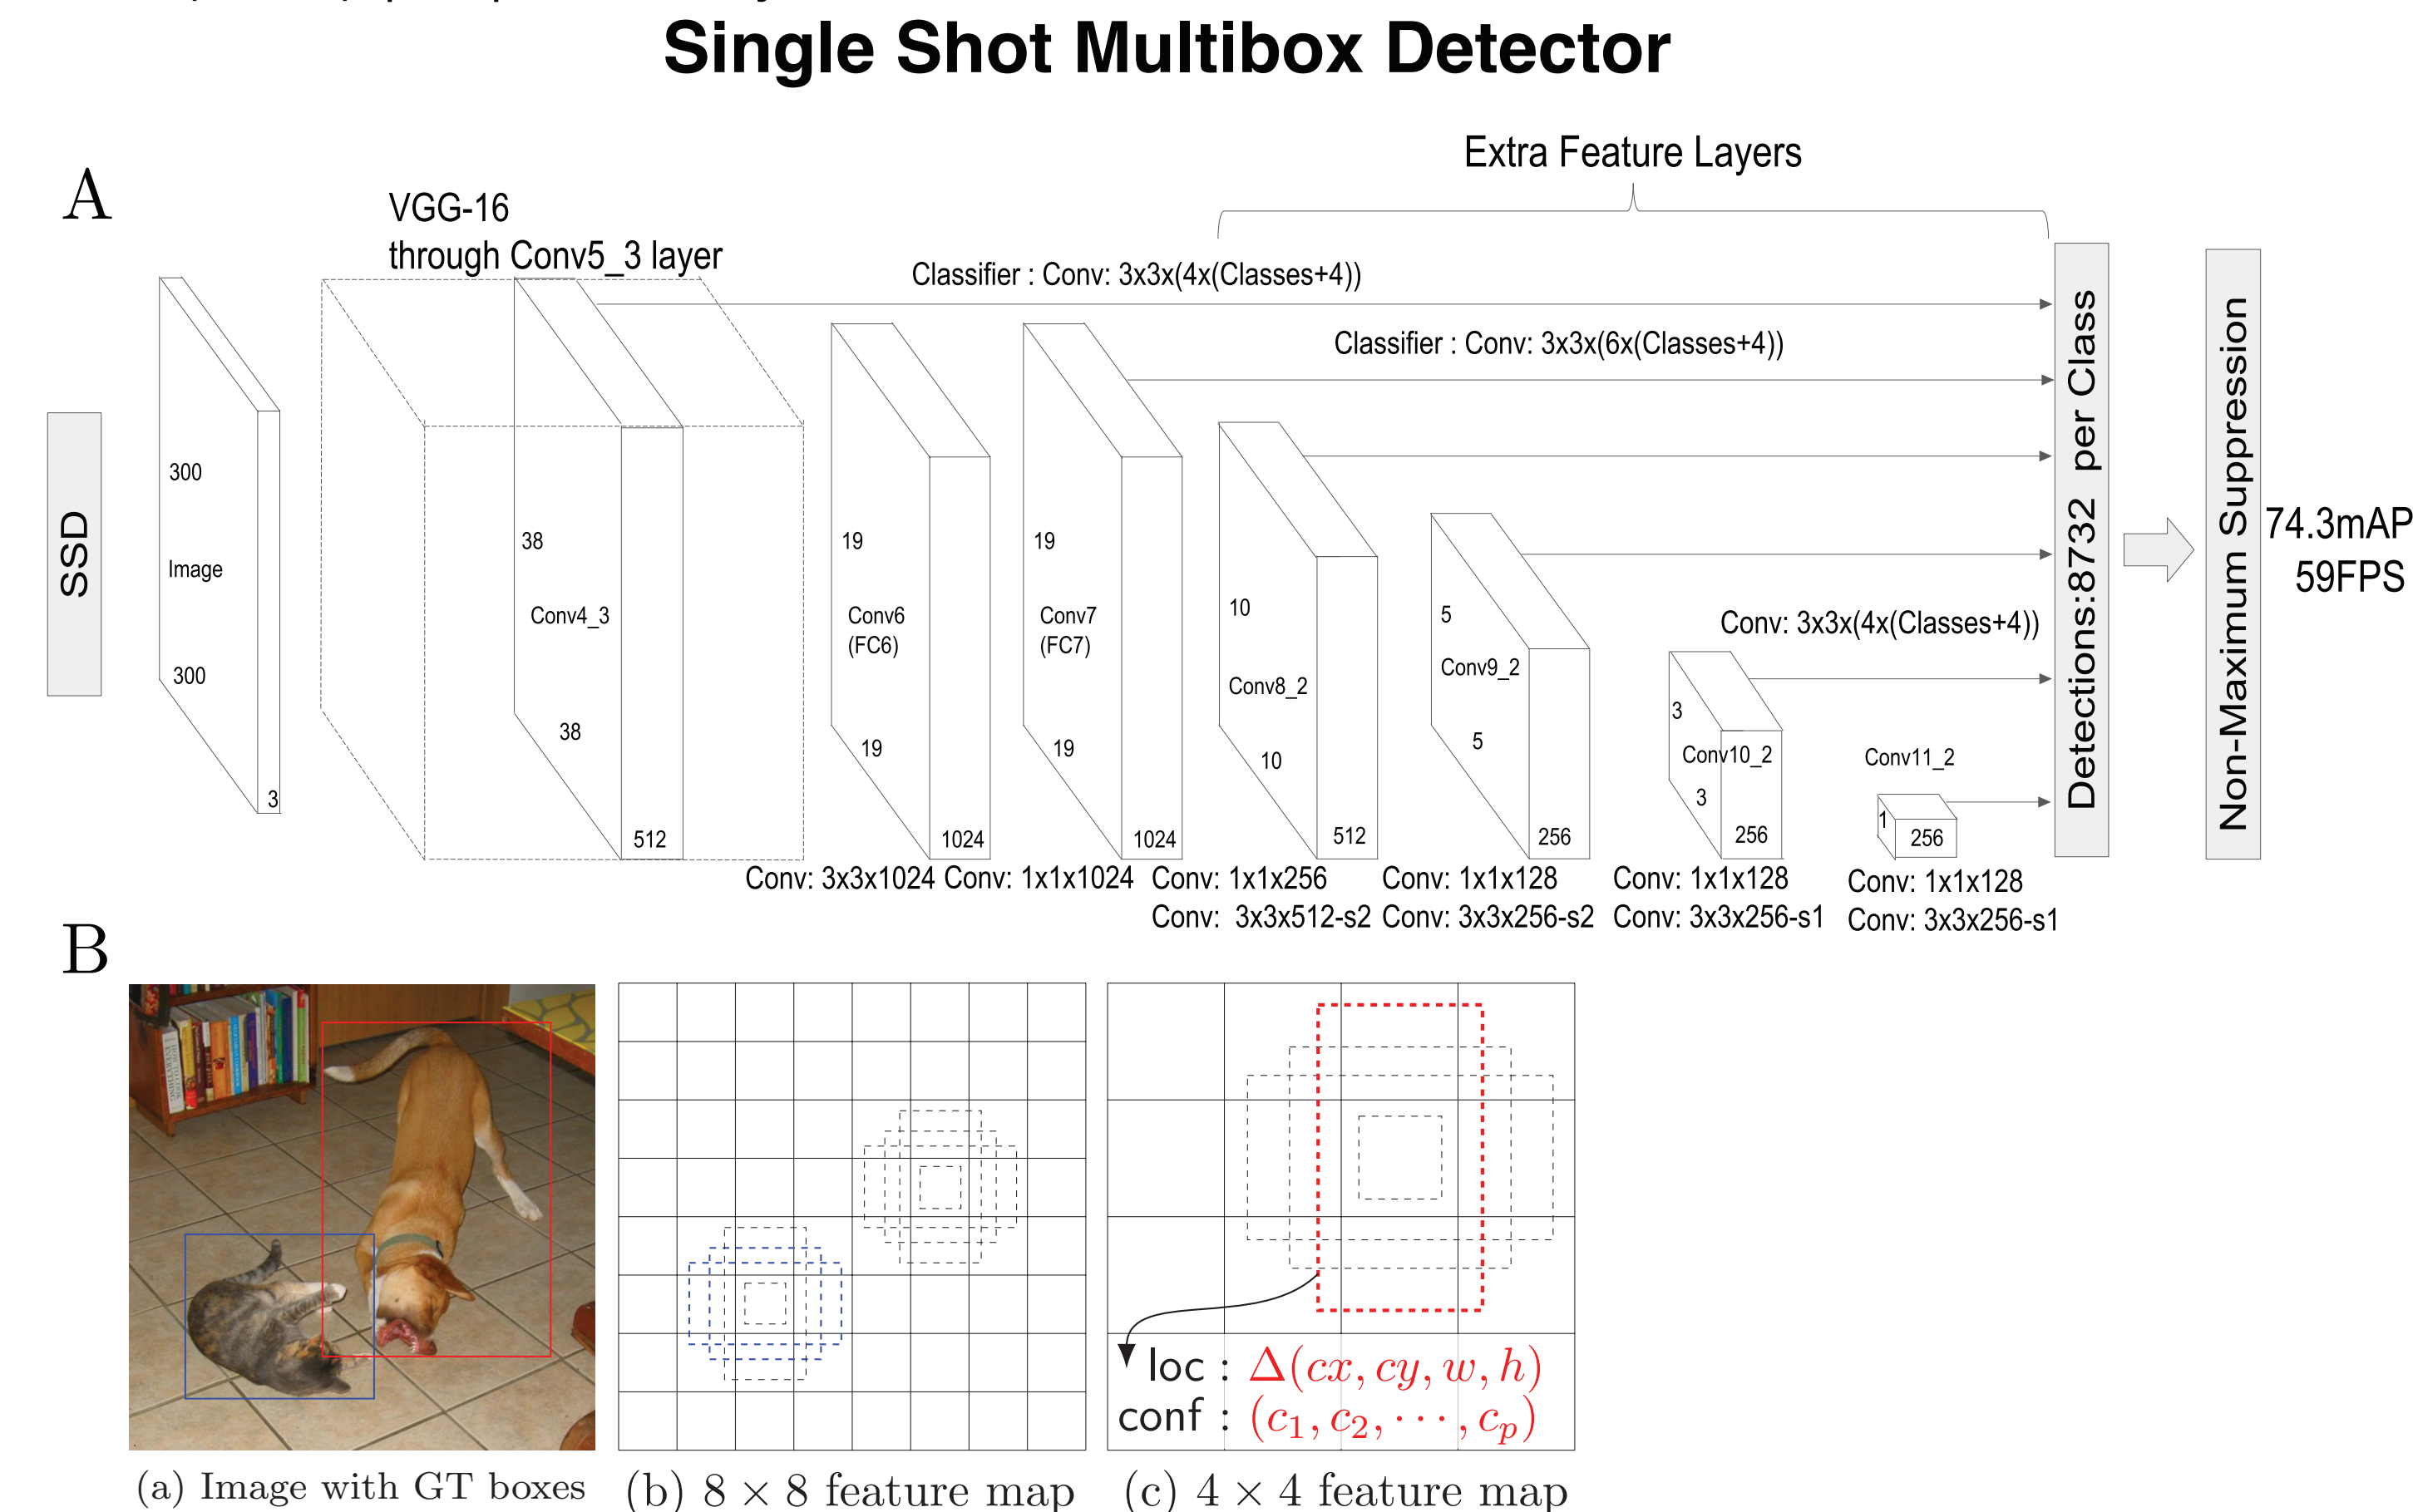 Single Shot Multibox Detector
A
Extra Feature Layers
VGG-16
through Conv5_3 layer
Classifier : Conv: 3x3x(4x(Classes+4))
Classifier : Conv: 3x3x(6x(Classes+4))
SSD
300
Image
300
3
38
Conv4_3
38
512
19
Conv6
(FC6)
19
1024
19
Conv7
(FC7)
19
1024
10
Conv8_2
10
512
5
Conv9_2
5
256
Conv: 3x3x(4x(Classes+4))
3
Conv10_2
3
256
Conv11_2
1
256
Detections:8732 per Class
Non-Maximum Suppression
74.3mAP
59FPS
Conv: 3x3x1024
Conv: 1x1x1024
Conv: 1x1x256
Conv: 3x3x512-s2
Conv: 1x1x128
Conv: 3x3x256-s2
Conv: 1x1x128
Conv: 3x3x256-s1
Conv: 1x1x128
Conv: 3x3x256-s1
B
loc : Δ(cx, cy, w, h)
conf : (c₁, c₂, ⋯ , cₚ)
(a) Image with GT boxes
(b) 8 × 8 feature map
(c) 4 × 4 feature map